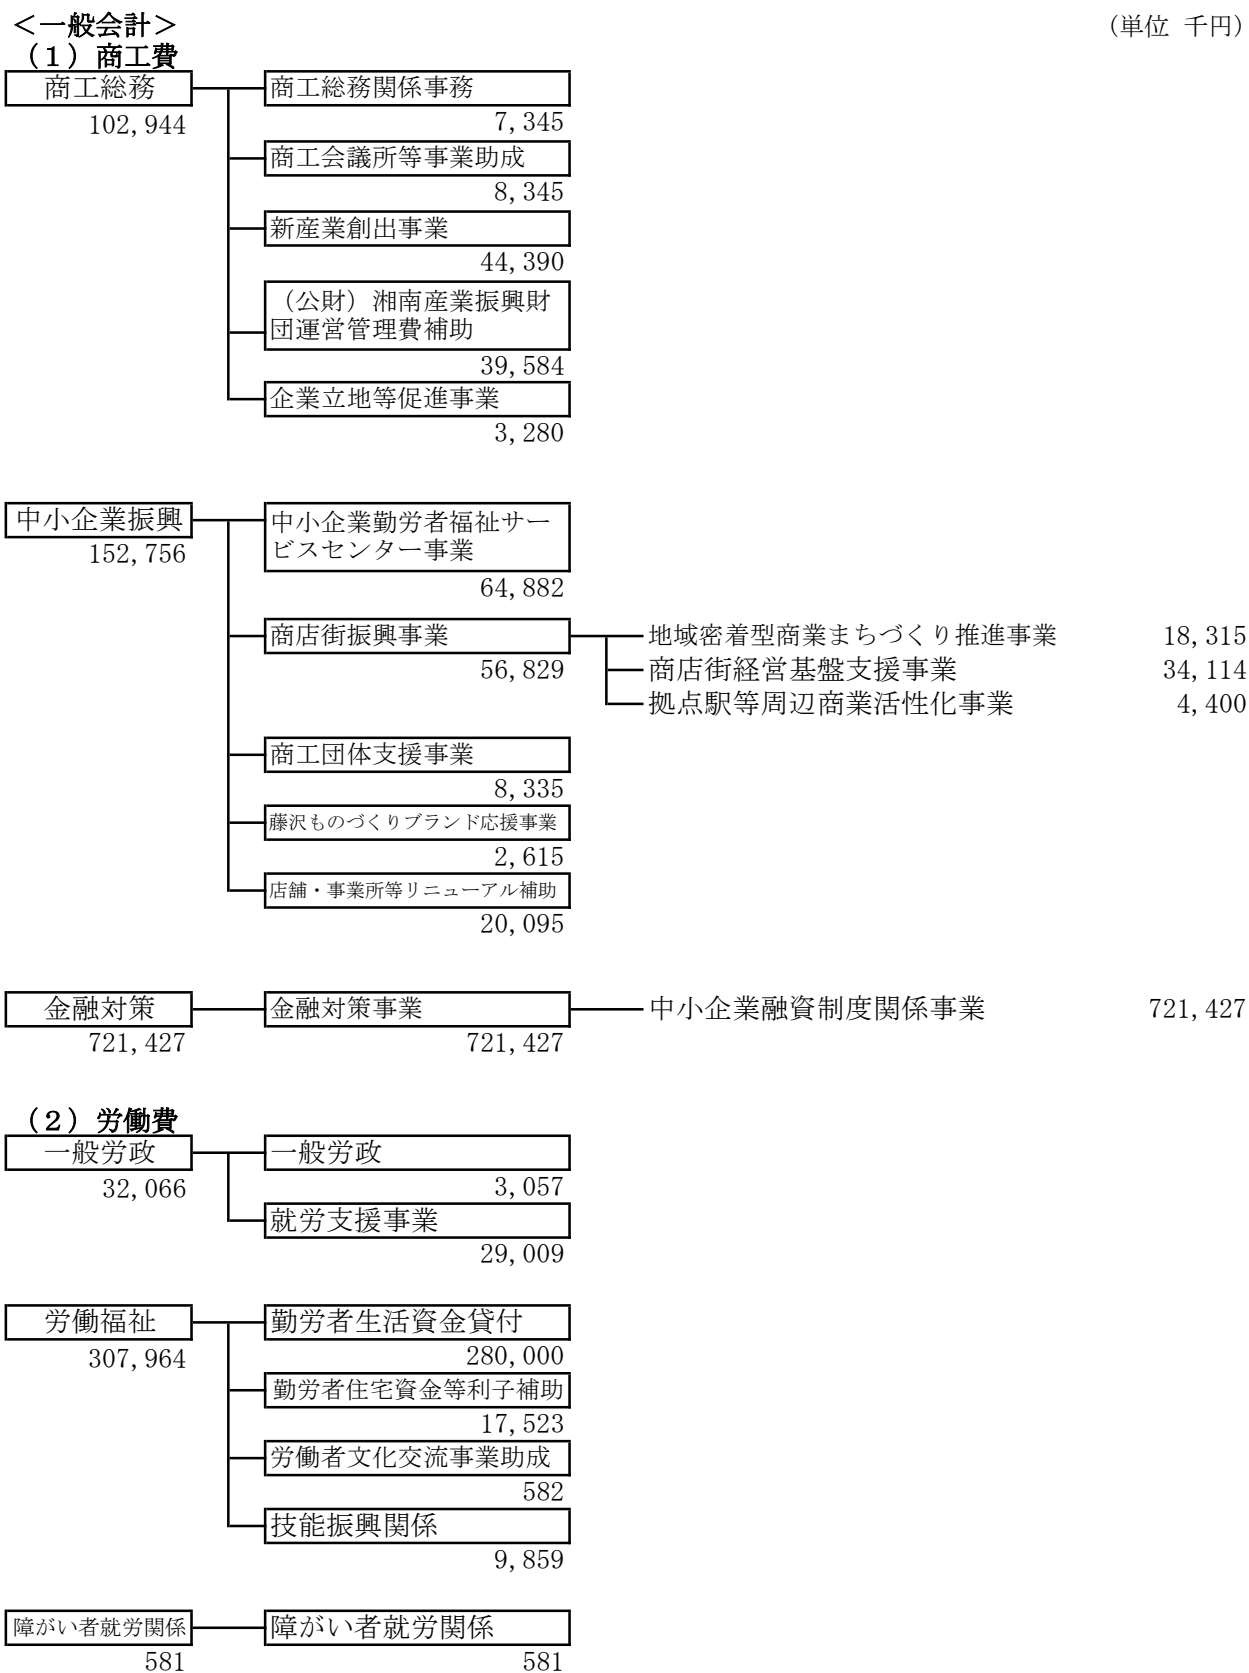 ＜一般会計＞
（単位 千円）
（１）商工費
商工総務
102,944
商工総務関係事務
7,345
商工会議所等事業助成
8,345
新産業創出事業
44,390
（公財）湘南産業振興財
団運営管理費補助
39,584
企業立地等促進事業
3,280
中小企業振興
152,756
中小企業勤労者福祉サー
ビスセンター事業
64,882
商店街振興事業
56,829
地域密着型商業まちづくり推進事業 18,315
商店街経営基盤支援事業 34,114
拠点駅等周辺商業活性化事業 4,400
商工団体支援事業
8,335
藤沢ものづくりブランド応援事業
2,615
店舗・事業所等リニューアル補助
20,095
金融対策
721,427
金融対策事業
721,427
中小企業融資制度関係事業 721,427
（２）労働費
一般労政
32,066
一般労政
3,057
就労支援事業
29,009
労働福祉
307,964
勤労者生活資金貸付
280,000
勤労者住宅資金等利子補助
17,523
労働者文化交流事業助成
582
技能振興関係
9,859
障がい者就労関係
581
障がい者就労関係
581